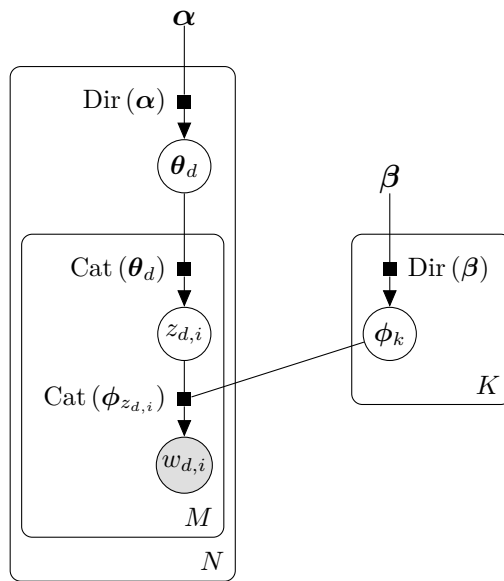 α
Dir (α)
θ_d
β
Cat (θ_d)
Dir (β)
z_{d,i}
ϕ_k
Cat (ϕ_{z_{d,i}})
K
w_{d,i}
M
N